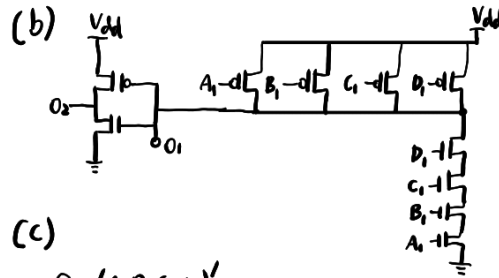 (b)
Vdd
Vdd
A₁ B₁ C₁ D₁
O₂
O₁
D₁
C₁
B₁
A₁
(c)